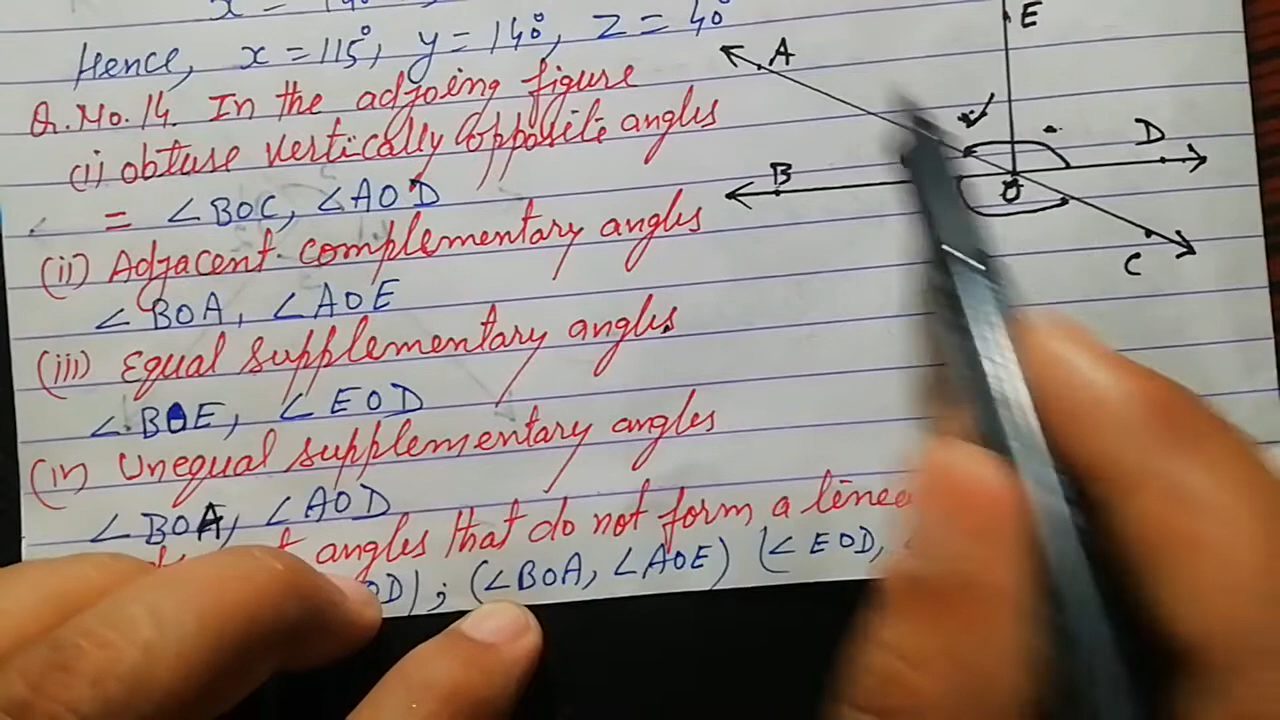 Hence, x = 115°, y = 140°, z = 40°
Q.No.14. In the adjoing figure
(i) obtuse vertically opposite angles
= ∠BOC, ∠AOD
(ii) Adjacent complementary angles
∠BOA, ∠AOE
(iii) Equal supplementary angles
∠BOE, ∠EOD
(iv) Unequal supplementary angles
∠BOA, ∠AOD
angles that do not form a
OD) ; (∠BOA, ∠AOE) (∠EOD,
E
A
D
B
O
C